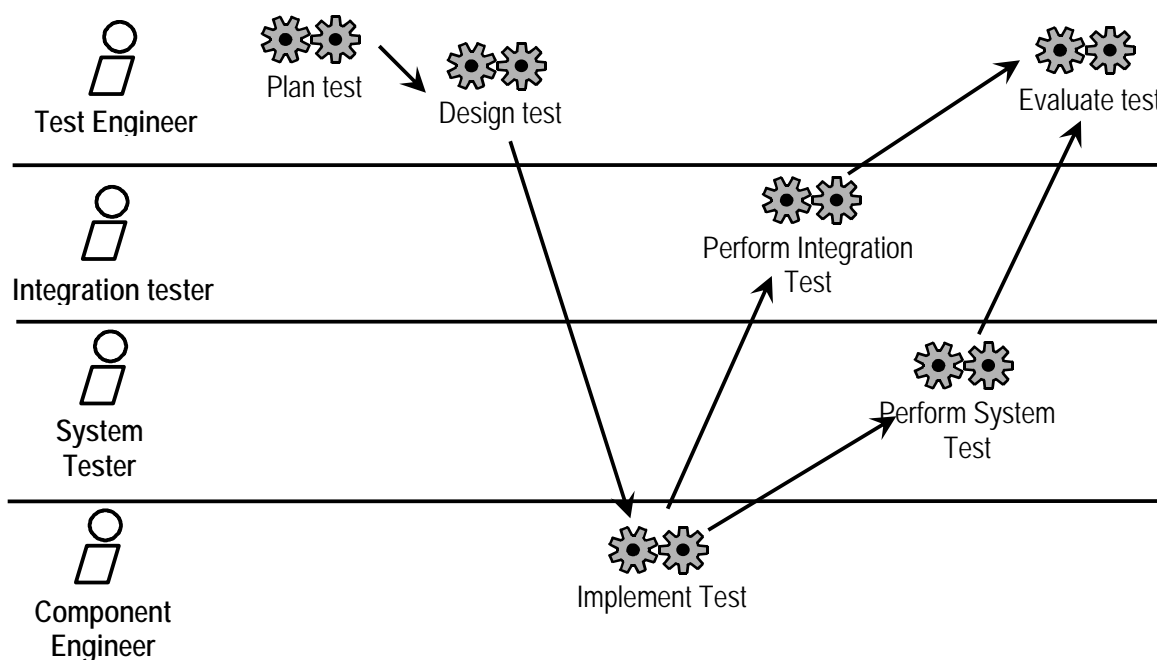 Plan test
Design test
Evaluate test
Test Engineer
Perform Integration
Test
Integration tester
Perform System
Test
System
Tester
Implement Test
Component
Engineer